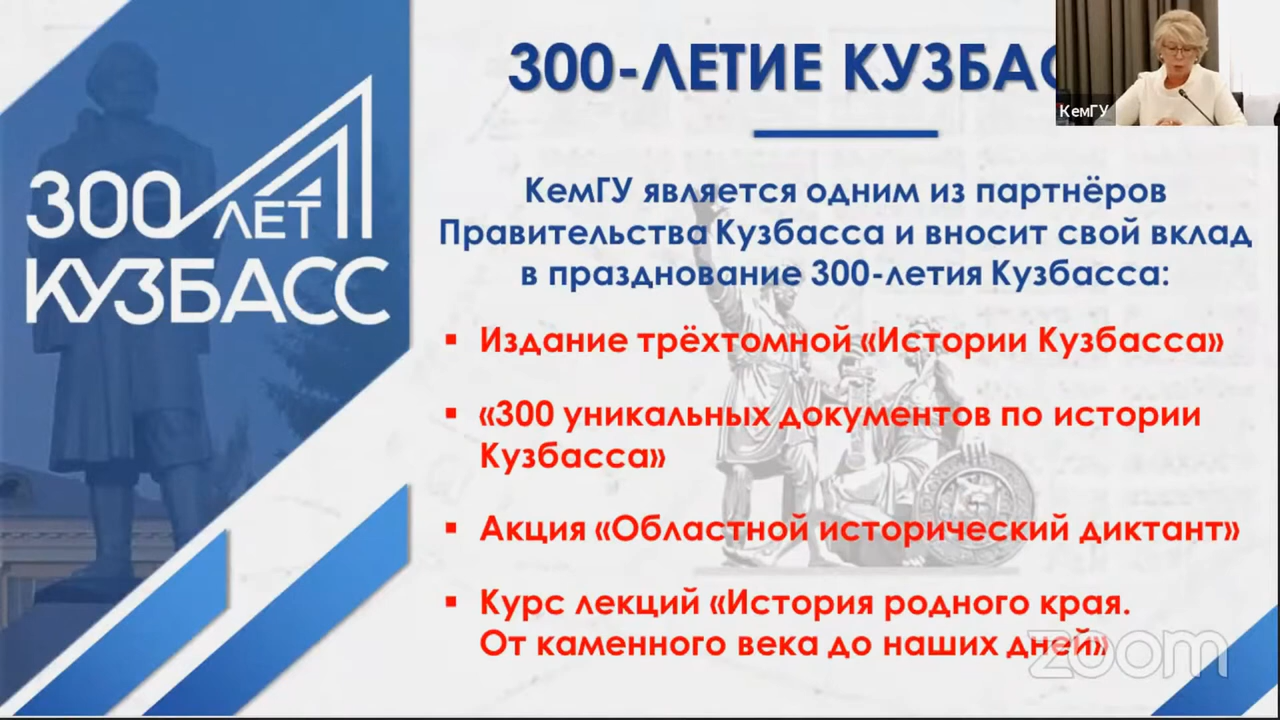 300-ЛЕТИЕ КУЗБАС
КемГУ
300 ЛЕТ
КУЗБАСС
КемГУ является одним из партнёров
Правительства Кузбасса и вносит свой вклад
в празднование 300-летия Кузбасса:
▪ Издание трёхтомной «Истории Кузбасса»
▪ «300 уникальных документов по истории
Кузбасса»
▪ Акция «Областной исторический диктант»
▪ Курс лекций «История родного края.
От каменного века до наших дней»
zoom